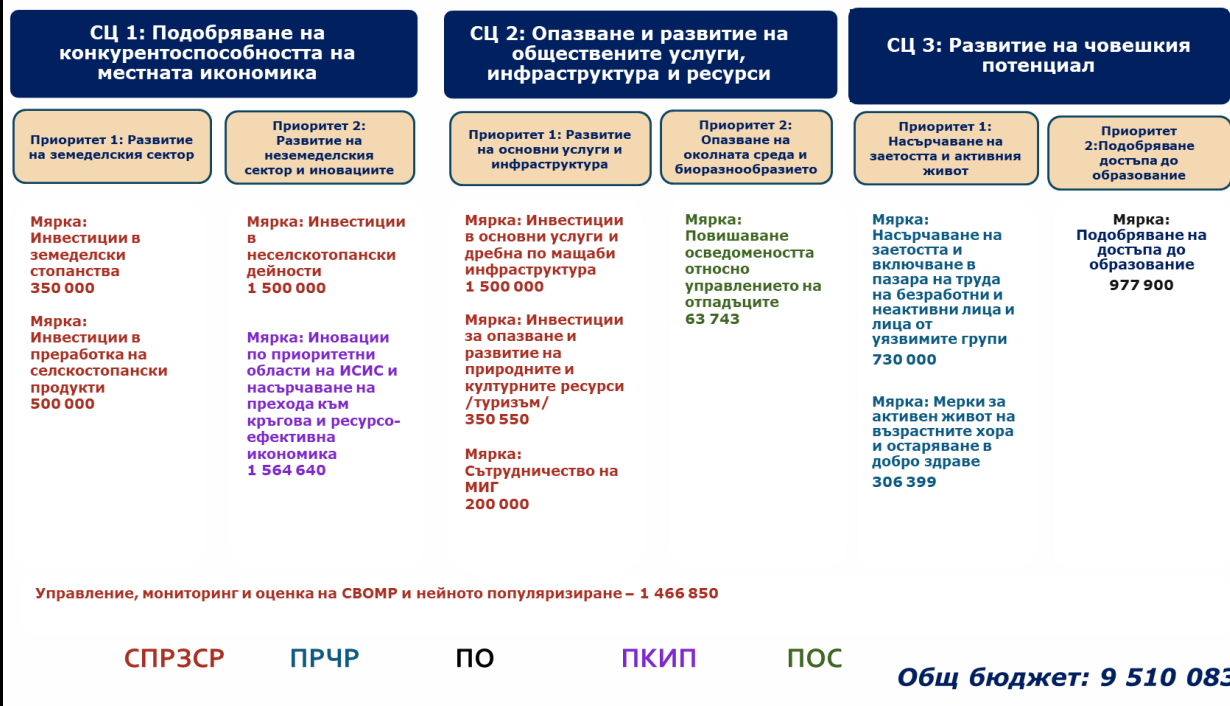 СЦ 1: Подобряване на
конкурентоспособността на
местната икономика
СЦ 2: Опазване и развитие на
обществените услуги,
инфраструктура и ресурси
СЦ 3: Развитие на човешкия
потенциал
Приоритет 1: Развитие
на земеделския сектор
Приоритет 2:
Развитие на
неземеделския
сектор и иновациите
Приоритет 1: Развитие
на основни услуги и
инфраструктура
Приоритет 2:
Опазване на
околната среда и
биоразнообразието
Приоритет 1:
Насърчаване на
заетостта и активния
живот
Приоритет
2:Подобряване
достъпа до
образование
Мярка:
Инвестиции в
земеделски
стопанства
350 000
Мярка:
Инвестиции в
преработка на
селскостопански
продукти
500 000
Мярка: Инвестиции
в
неселскотопански
дейности
1 500 000
Мярка: Иновации
по приоритетни
области на ИСИС и
насърчаване на
прехода към
кръгова и ресурсо-
ефективна
икономика
1 564 640
Мярка: Инвестиции
в основни услуги и
дребна по мащаби
инфраструктура
1 500 000
Мярка: Инвестиции
за опазване и
развитие на
природните и
културните ресурси
/туризъм/
350 550
Мярка:
Сътрудничество на
МИГ
200 000
Мярка:
Повишаване
осведомеността
относно
управлението на
отпадъците
63 743
Мярка:
Насърчаване на
заетостта и
включване в
пазара на труда
на безработни и
неактивни лица и
лица от
уязвимите групи
730 000
Мярка: Мерки за
активен живот на
възрастните хора
и остаряване в
добро здраве
306 399
Мярка:
Подобряване на
достъпа до
образование
977 900
Управление, мониторинг и оценка на СВОМР и нейното популяризиране – 1 466 850
СПРЗСР
ПРЧР
ПО
ПКИП
ПОС
Общ бюджет: 9 510 083